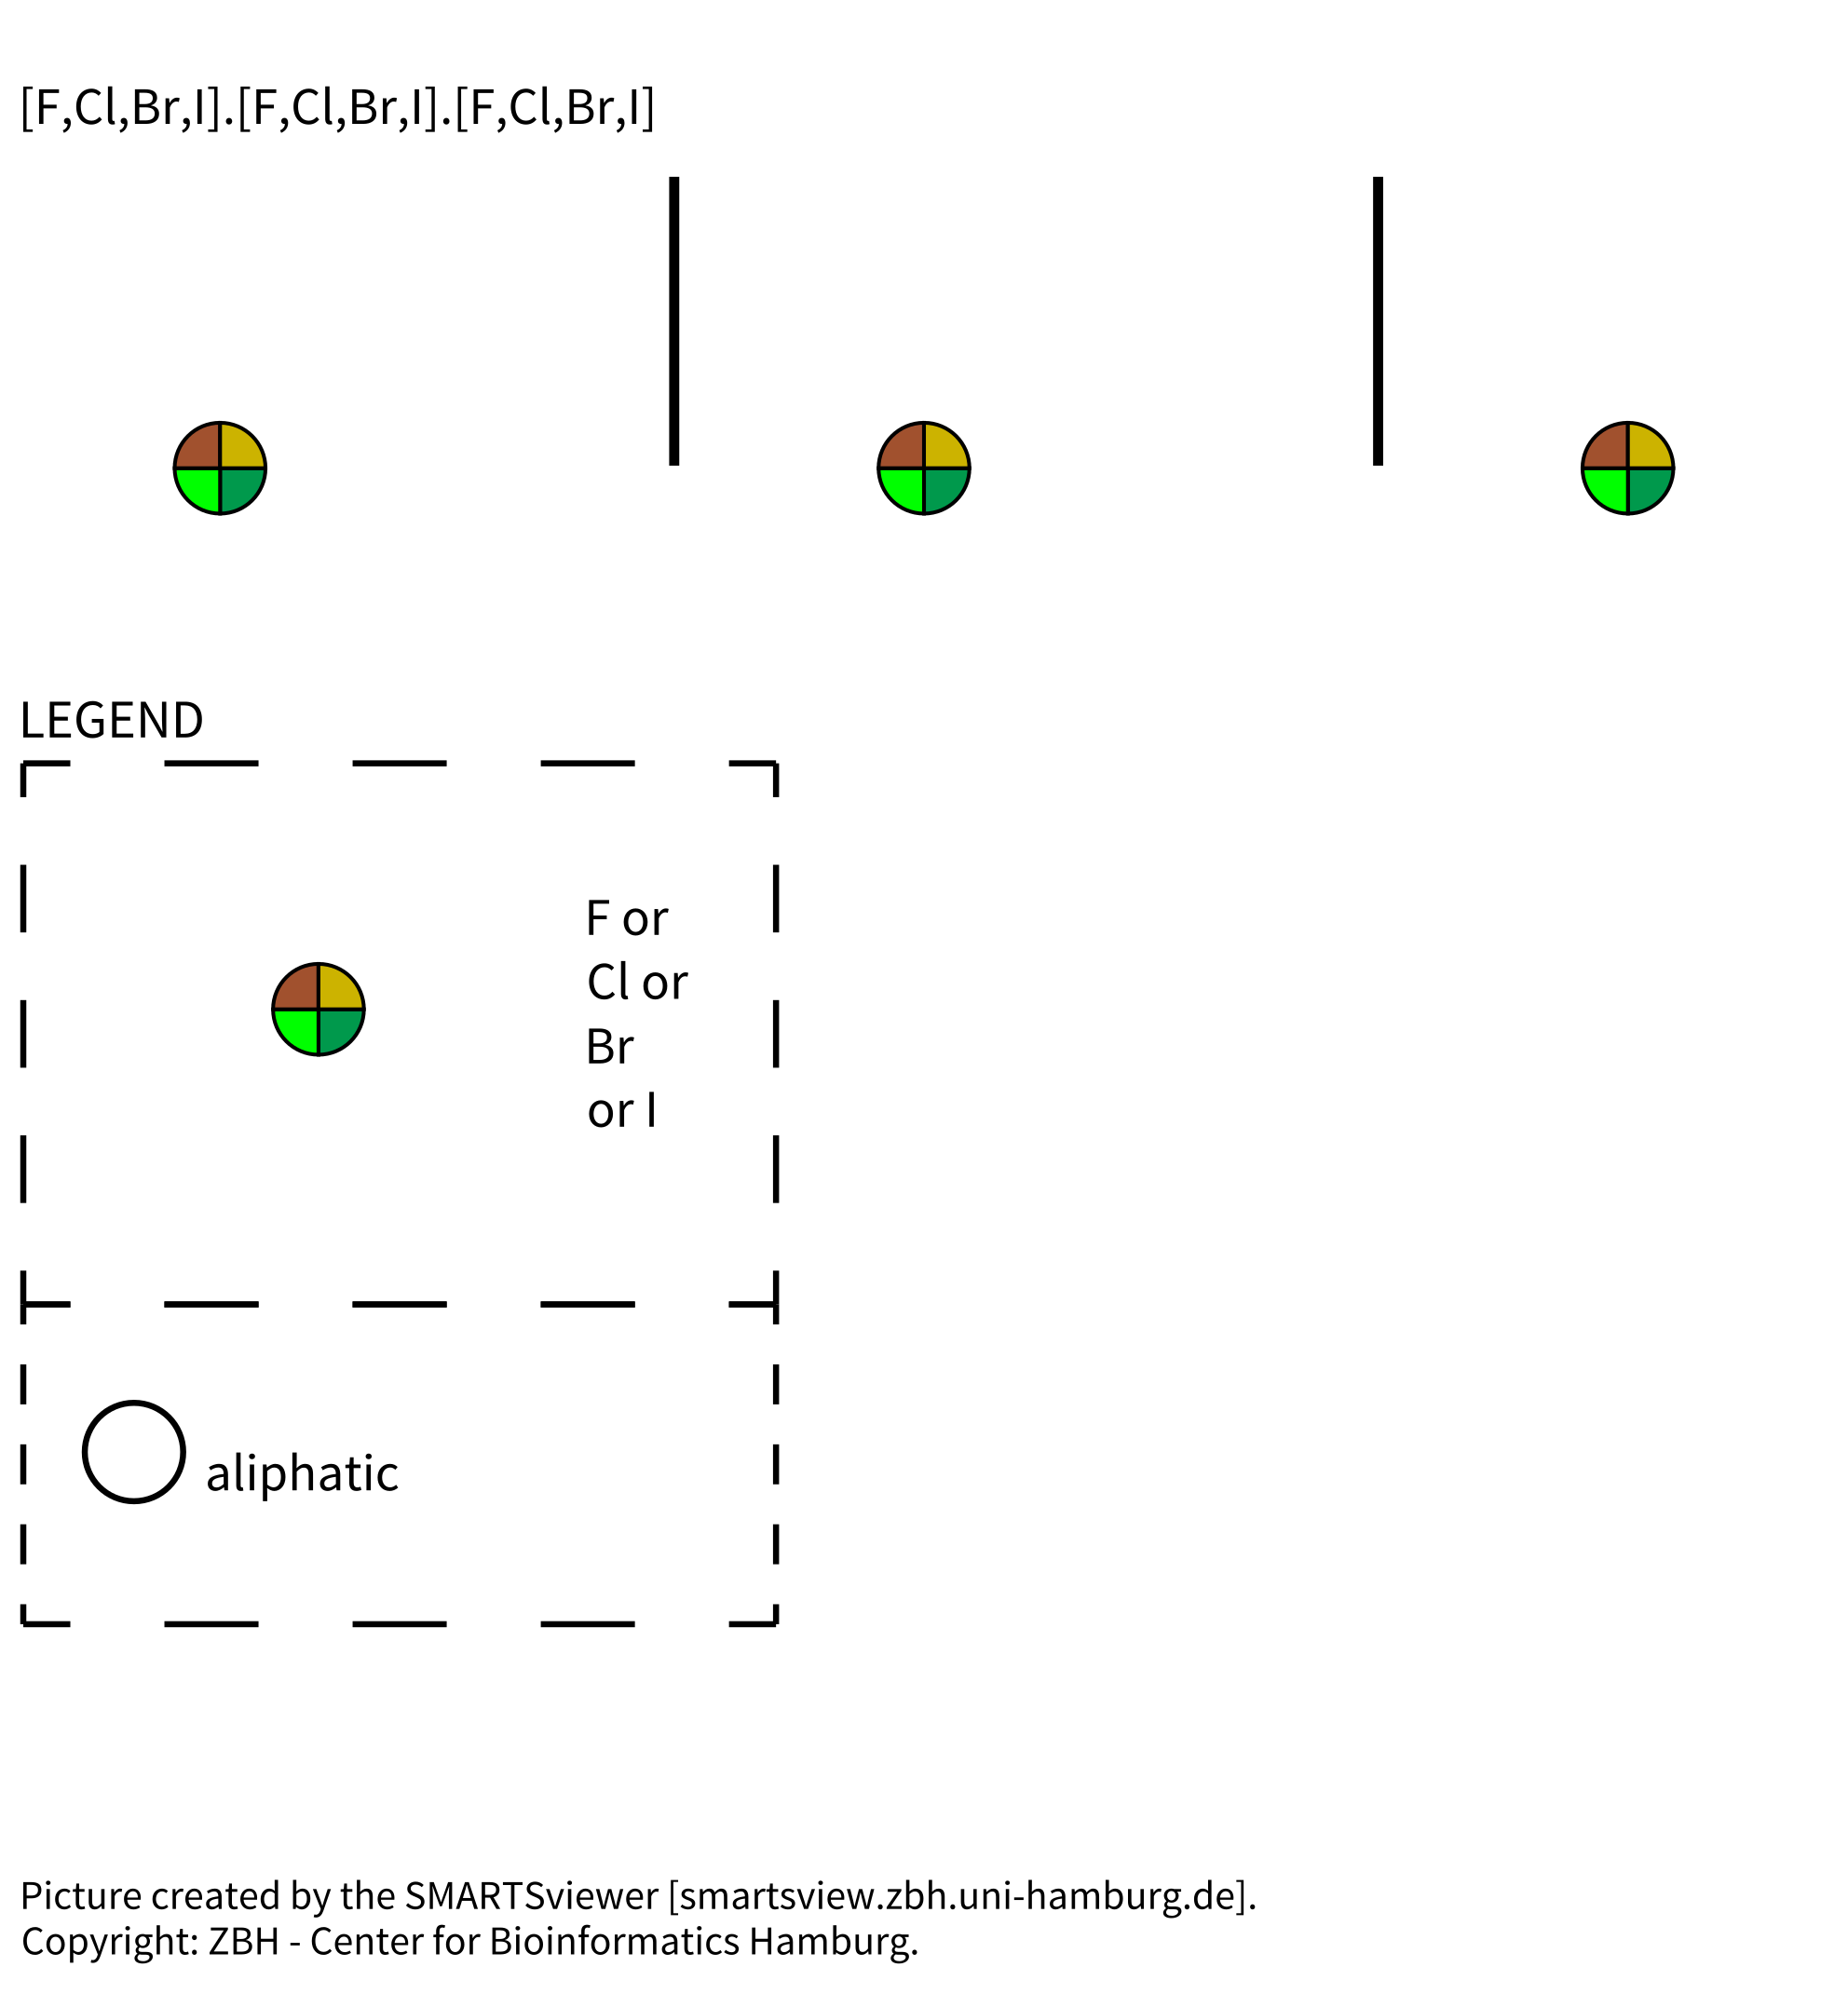 [F,Cl,Br,I].[F,Cl,Br,I].[F,Cl,Br,I]
LEGEND
F or
Cl or
Br
or I
aliphatic
Picture created by the SMARTSviewer [smartsview.zbh.uni-hamburg.de].
Copyright: ZBH - Center for Bioinformatics Hamburg.